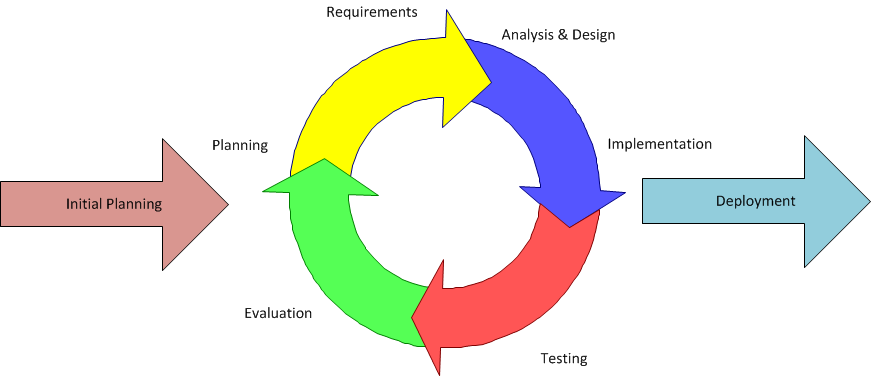 Requirements
Analysis & Design
Planning
Implementation
Initial Planning
Deployment
Evaluation
Testing